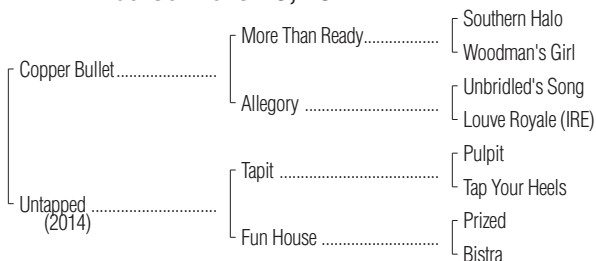 Southern Halo
More Than Ready
Woodman's Girl
Copper Bullet
Unbridled's Song
Allegory
Louve Royale (IRE)
Pulpit
Tapit
Tap Your Heels
Untapped
(2014)
Prized
Fun House
Bistra